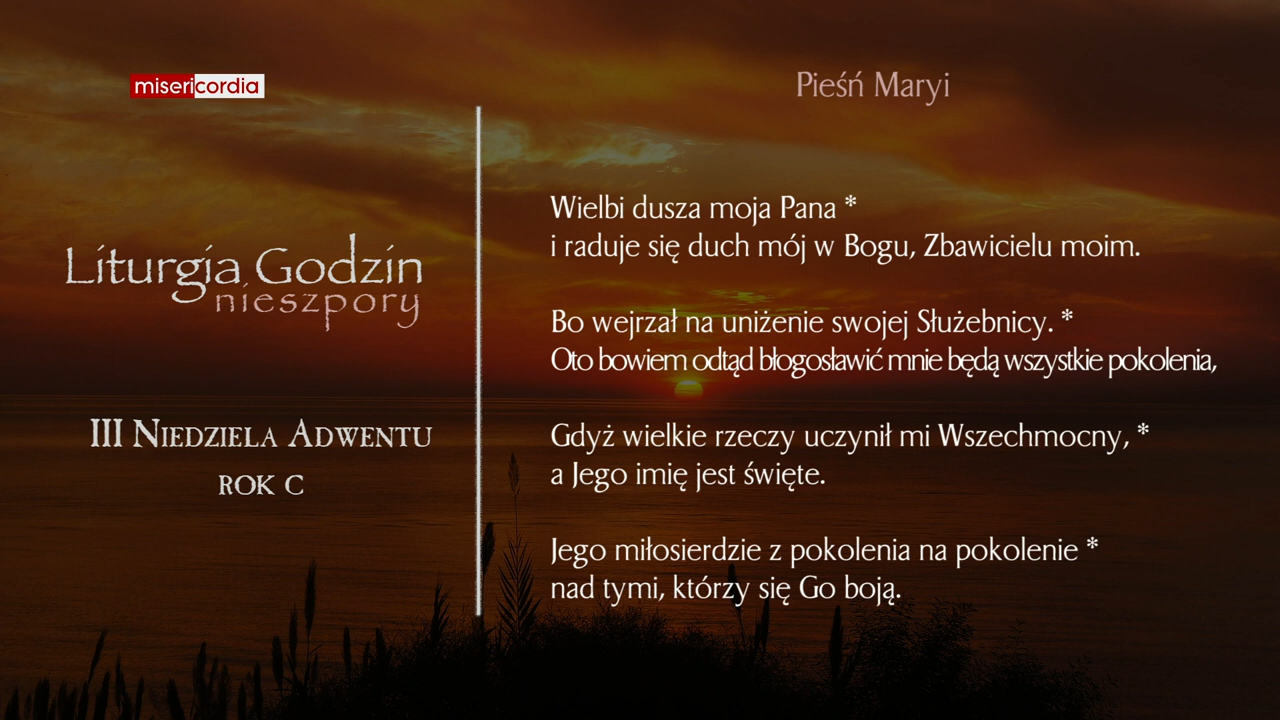 misericordia
Liturgia Godzin
nieszpory
III Niedziela Adwentu
rok C
Pieśń Maryi
Wielbi dusza moja Pana *
i raduje się duch mój w Bogu, Zbawicielu moim.
Bo wejrzał na uniżenie swojej Służebnicy. *
Oto bowiem odtąd błogosławić mnie będą wszystkie pokolenia,
Gdyż wielkie rzeczy uczynił mi Wszechmocny, *
a Jego imię jest święte.
Jego miłosierdzie z pokolenia na pokolenie *
nad tymi, którzy się Go boją.